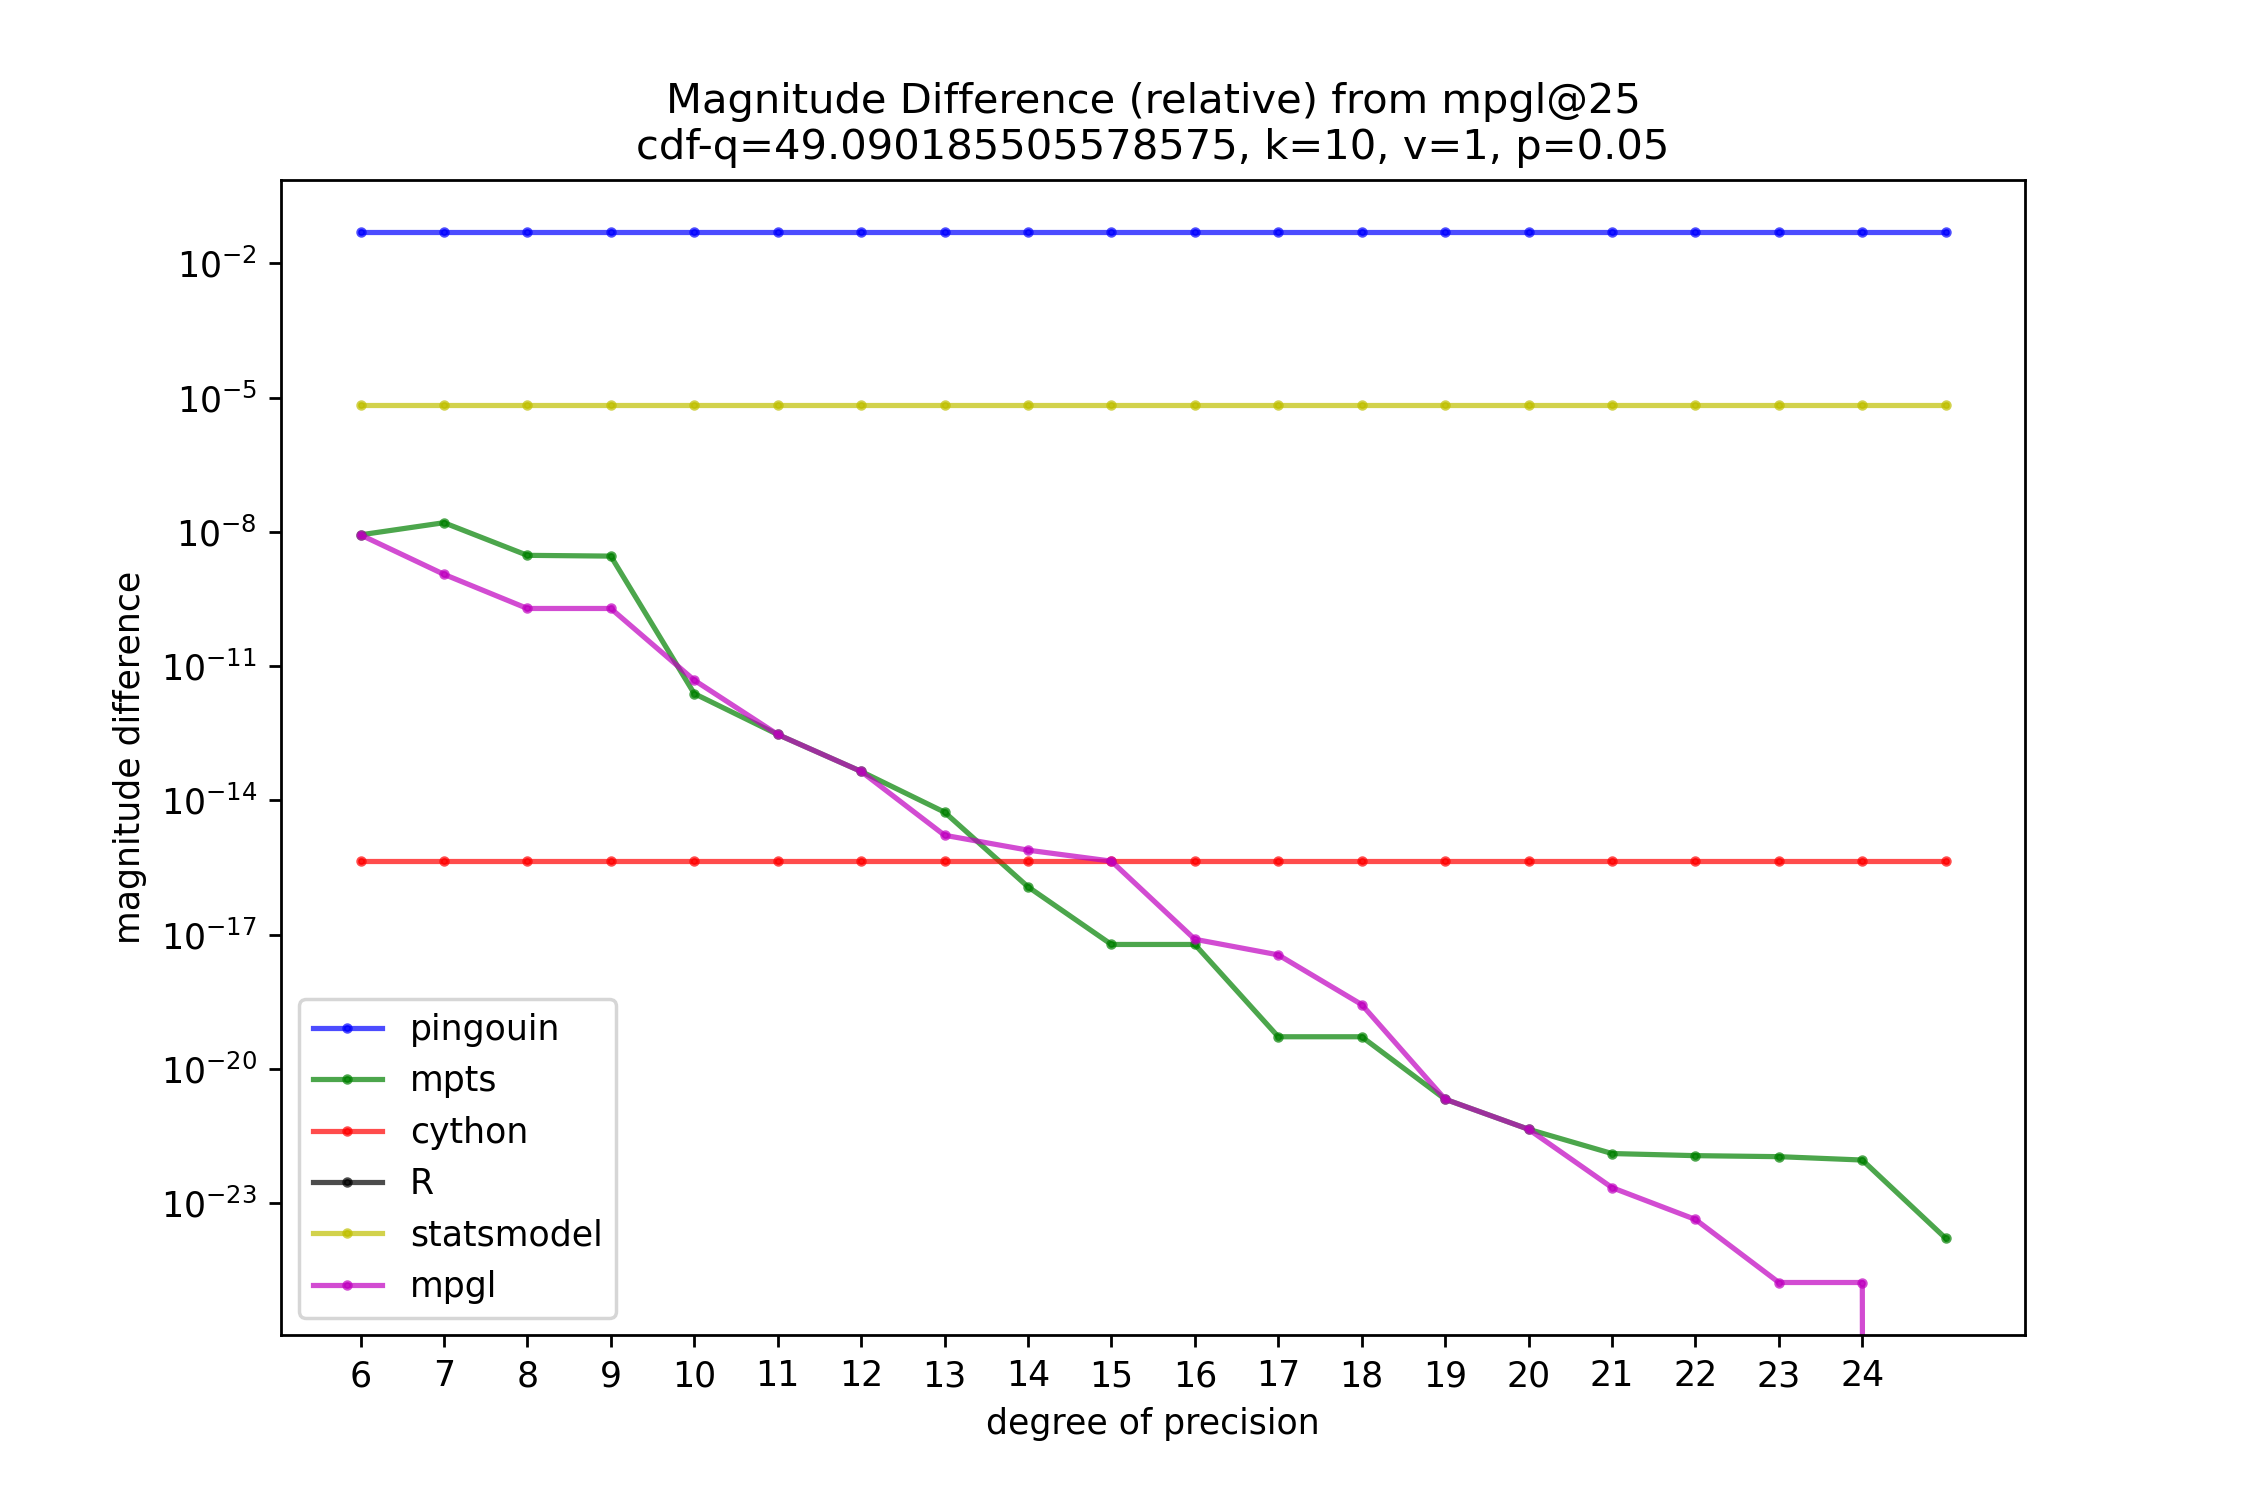 Magnitude Difference (relative) from mpgl@25
cdf-q=49.090185505578575, k=10, v=1, p=0.05
magnitude difference
10⁻²
10⁻⁵
10⁻⁸
10⁻¹¹
10⁻¹⁴
10⁻¹⁷
10⁻²⁰
10⁻²³
pingouin
mpts
cython
R
statsmodel
mpgl
6 7 8 9 10 11 12 13 14 15 16 17 18 19 20 21 22 23 24
degree of precision